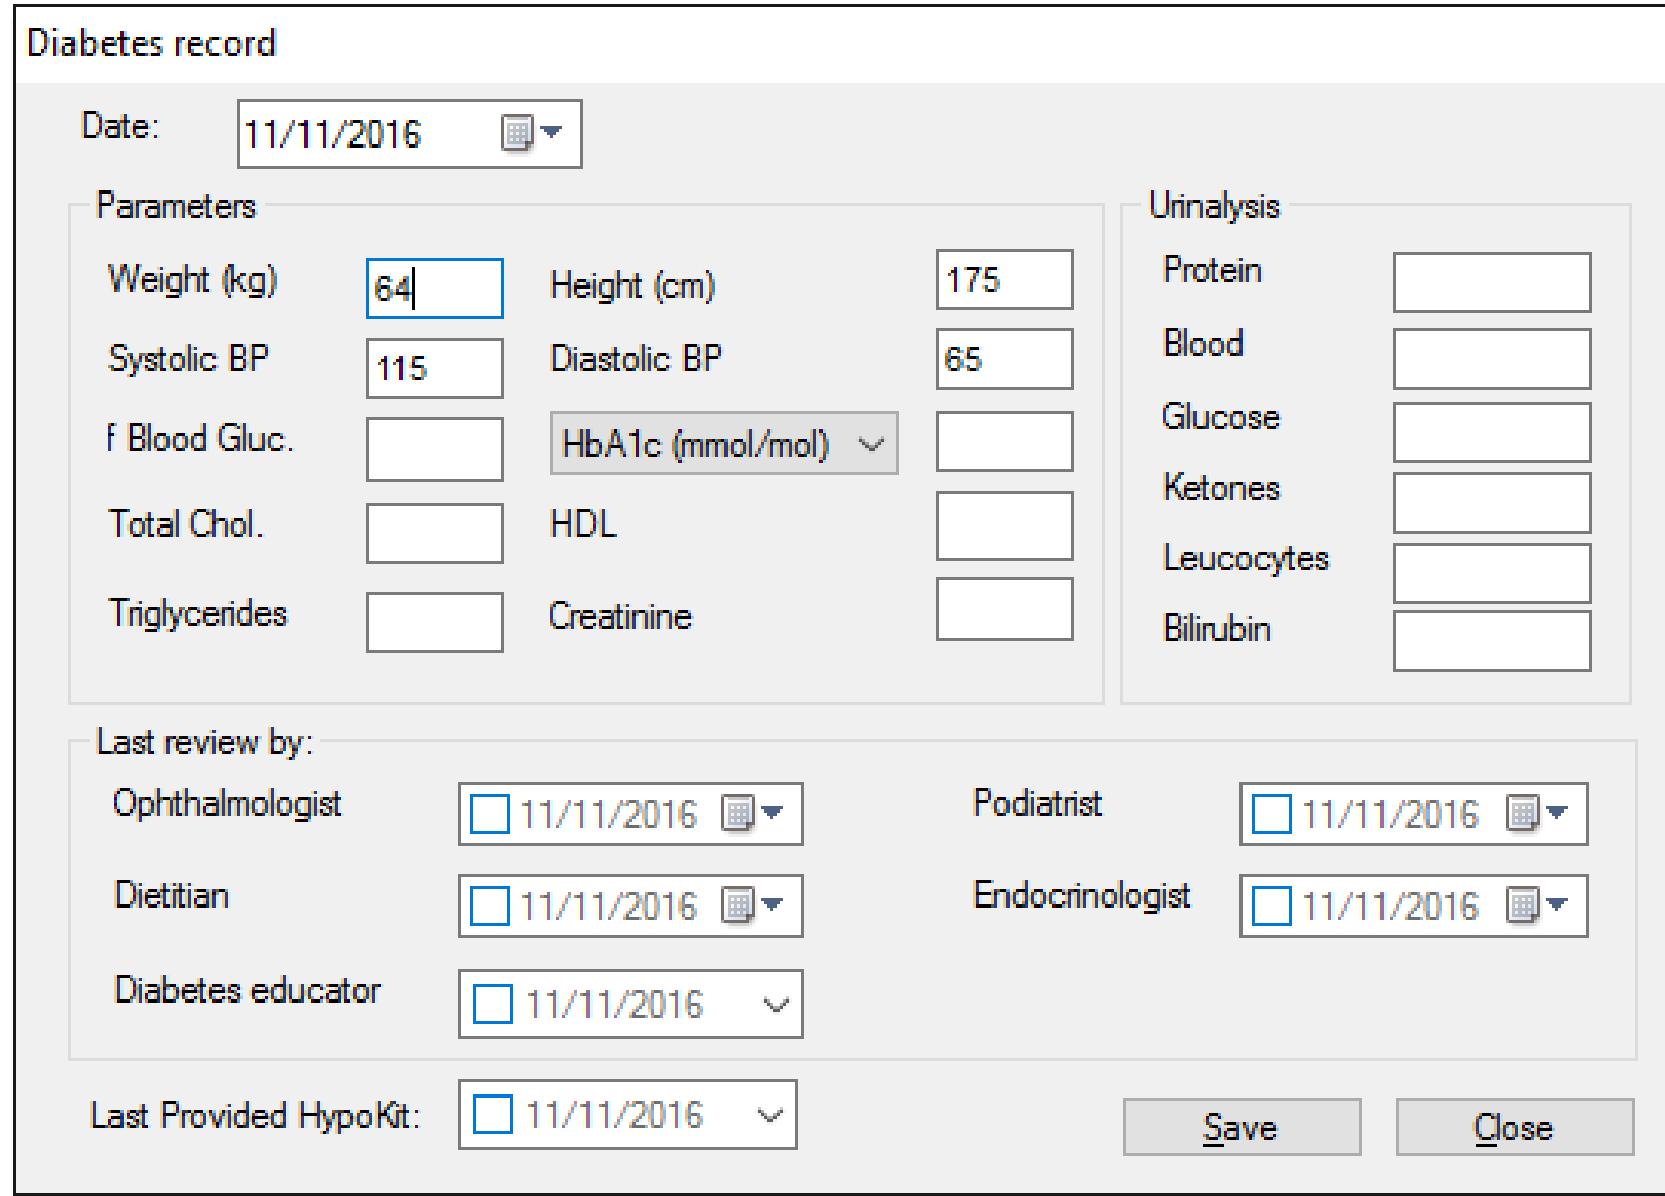 Diabetes record
Date: 11/11/2016
Parameters
Weight (kg) 64 Height (cm) 175
Systolic BP 115 Diastolic BP 65
f Blood Gluc. HbA1c (mmol/mol)
Total Chol. HDL
Triglycerides Creatinine
Urinalysis
Protein
Blood
Glucose
Ketones
Leucocytes
Bilirubin
Last review by:
Ophthalmologist 11/11/2016 Podiatrist 11/11/2016
Dietitian 11/11/2016 Endocrinologist 11/11/2016
Diabetes educator 11/11/2016
Last Provided HypoKit: 11/11/2016 Save Close